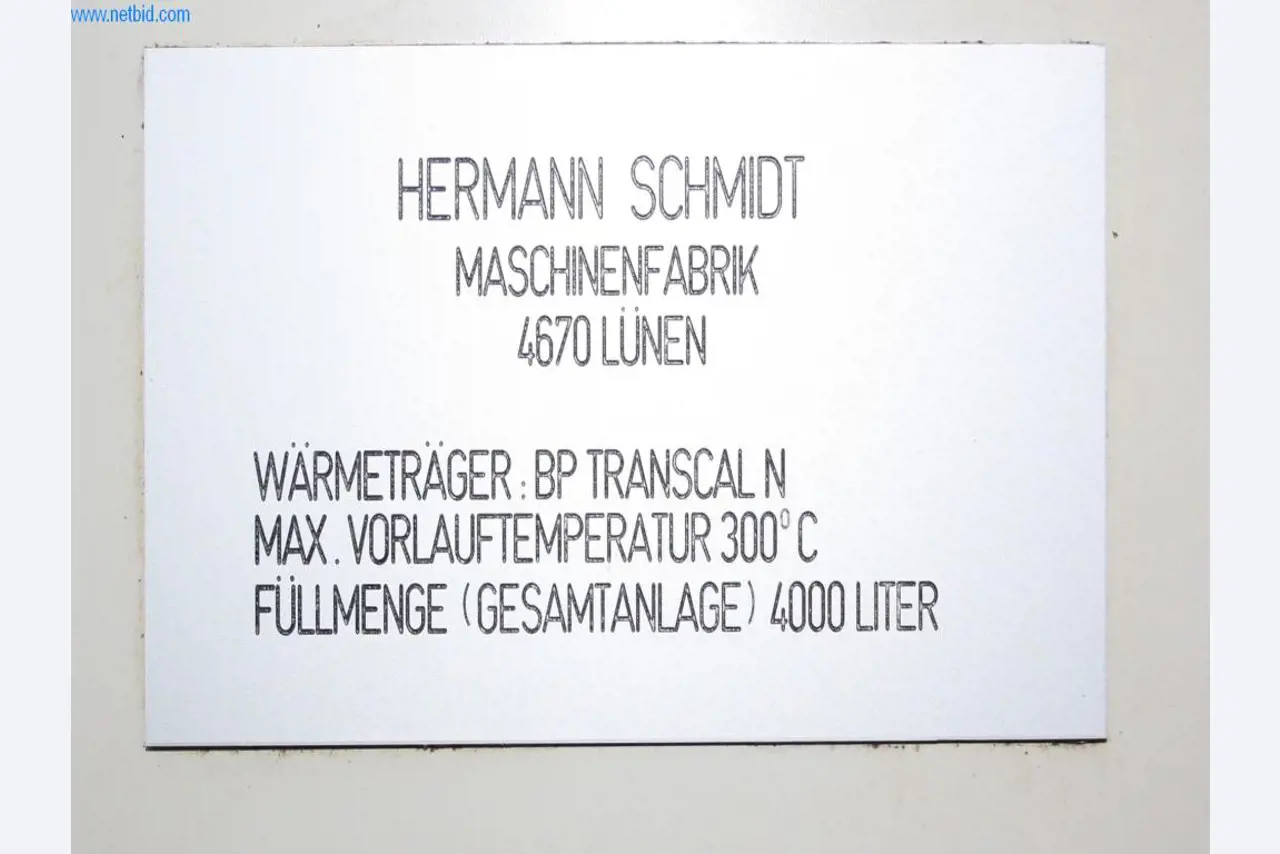 www.netbid.com
HERMANN SCHMIDT
MASCHINENFABRIK
4670 LÜNEN
WÄRMETRÄGER : BP TRANSCAL N
MAX. VORLAUFTEMPERATUR 300° C
FÜLLMENGE (GESAMTANLAGE) 4000 LITER